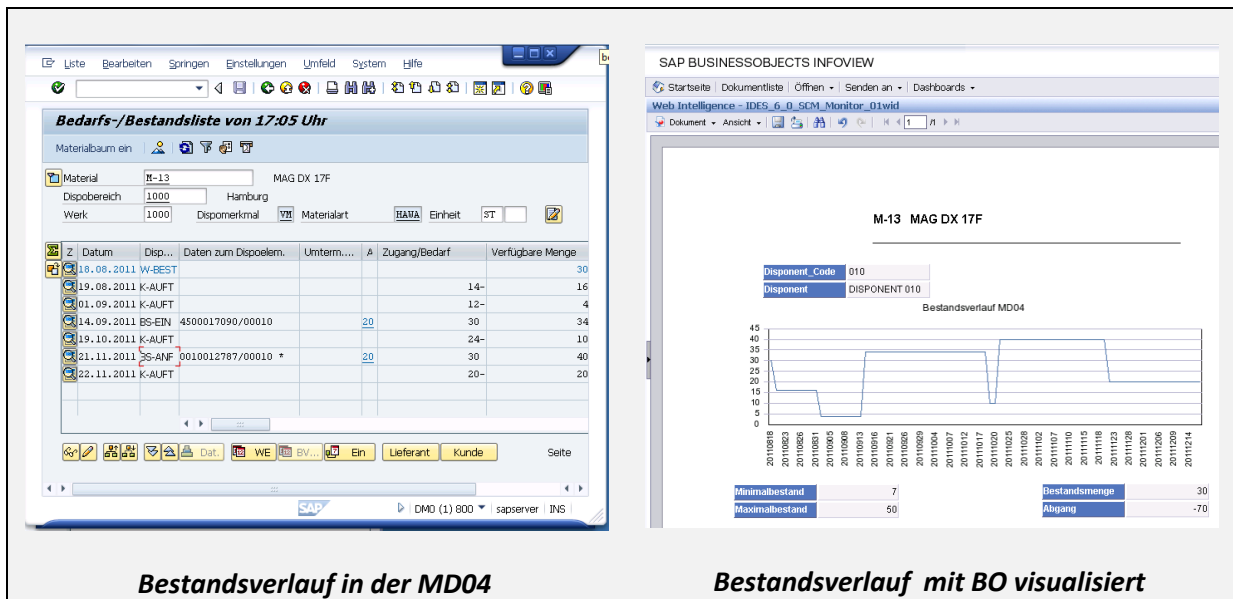 Liste Bearbeiten Springen Einstellungen Umfeld System Hilfe
Bedarfs-/Bestandsliste von 17:05 Uhr
Materialbaum ein
Material M-13 MAG DX 17F
Dispobereich 1000 Hamburg
Werk 1000 Dispomerkmal VM Materialart HAWA Einheit ST
Z Datum Disp... Daten zum Dispoelem. Umterm.... A Zugang/Bedarf Verfügbare Menge
18.08.2011 W-BEST 30
19.08.2011 K-AUFT 14- 16
01.09.2011 K-AUFT 12- 4
14.09.2011 BS-EIN 4500017090/00010 20 30 34
19.10.2011 K-AUFT 24- 10
21.11.2011 BS-ANF 0010012787/00010 * 20 30 40
22.11.2011 K-AUFT 20- 20
Dat. WE BV... Ein Lieferant Kunde Seite
SAP DM0 (1) 800 sapserver INS
Bestandsverlauf in der MD04
SAP BUSINESSOBJECTS INFOVIEW
Startseite Dokumentliste Öffnen Senden an Dashboards
Web Intelligence - IDES_6_0_SCM_Monitor_01wid
Dokument Ansicht 1 /1
M-13 MAG DX 17F
Disponent_Code 010
Disponent DISPONENT 010
Bestandsverlauf MD04
45
40
35
30
25
20
15
10
5
0
20110818 20110823 20110826 20110831 20110905 20110908 20110913 20110916 20110921 20110926 20110929 20111004 20111007 20111012 20111017 20111020 20111025 20111028 20111102 20111107 20111110 20111115 20111118 20111123 20111128 20111201 20111206 20111209 20111214
Minimalbestand 7 Bestandsmenge 30
Maximalbestand 50 Abgang -70
Bestandsverlauf mit BO visualisiert